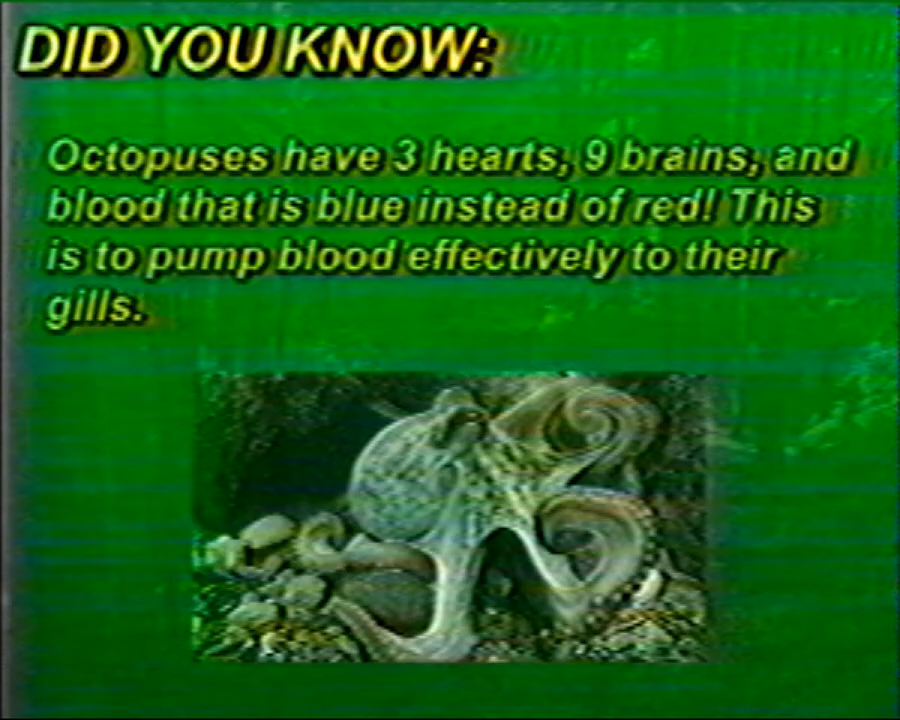 DID YOU KNOW:
Octopuses have 3 hearts, 9 brains, and
blood that is blue instead of red! This
is to pump blood effectively to their
gills.